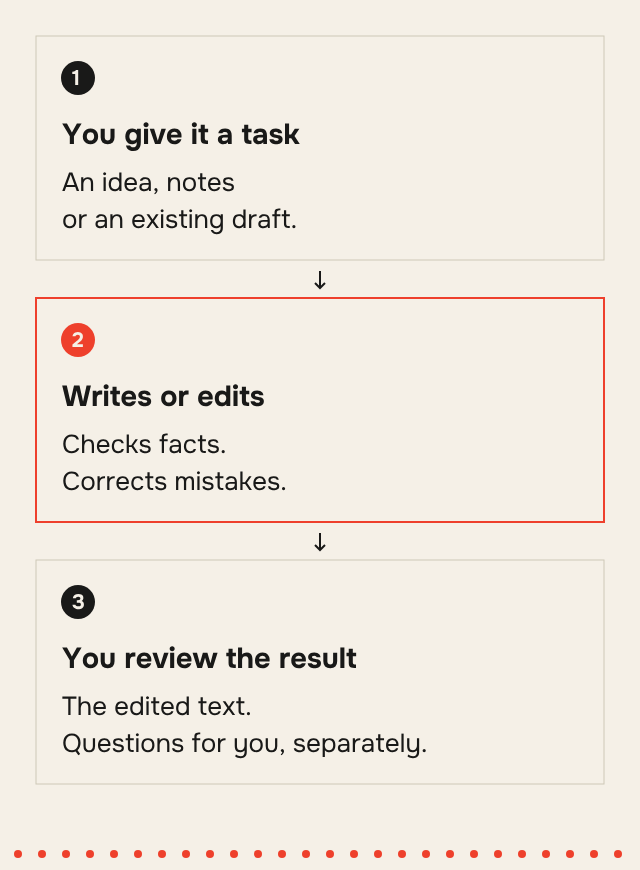 1
You give it a task
An idea, notes
or an existing draft.
↓
2
Writes or edits
Checks facts.
Corrects mistakes.
↓
3
You review the result
The edited text.
Questions for you, separately.